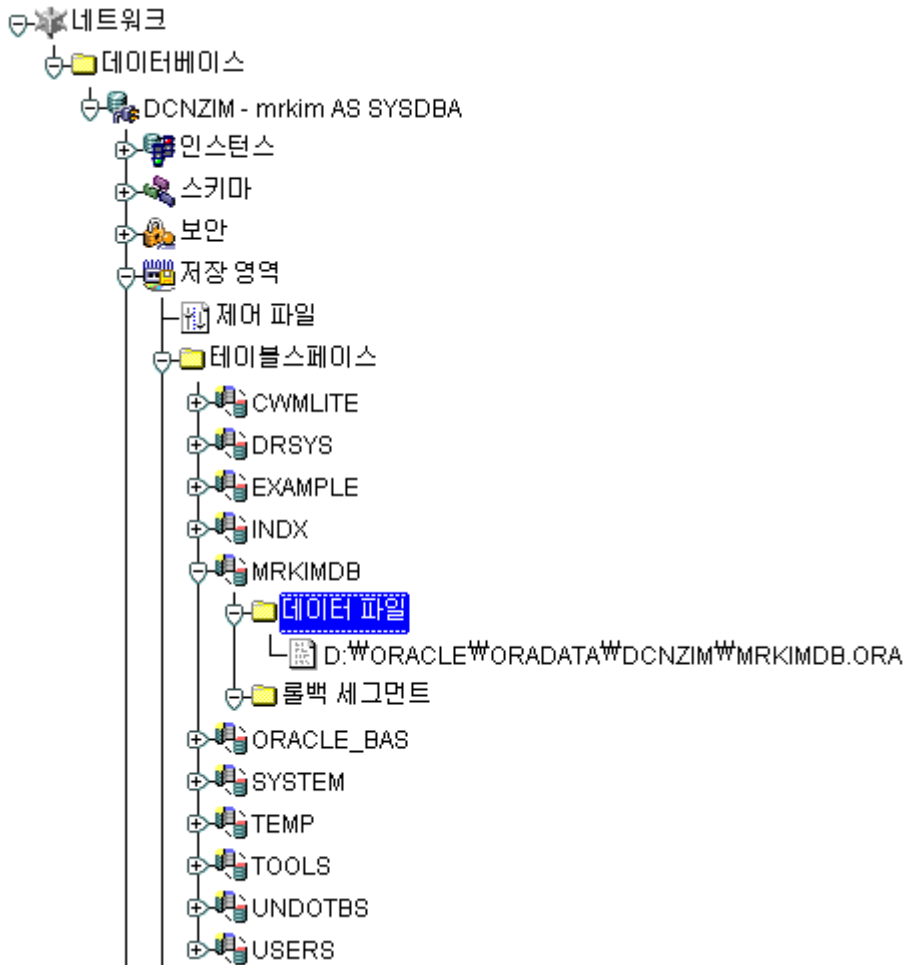 네트워크
데이터베이스
DCNZIM - mrkim AS SYSDBA
인스턴스
스키마
보안
저장 영역
제어 파일
테이블스페이스
CWMLITE
DRSYS
EXAMPLE
INDX
MRKIMDB
데이터 파일
D:₩ORACLE₩ORADATA₩DCNZIM₩MRKIMDB.ORA
롤백 세그먼트
ORACLE_BAS
SYSTEM
TEMP
TOOLS
UNDOTBS
USERS